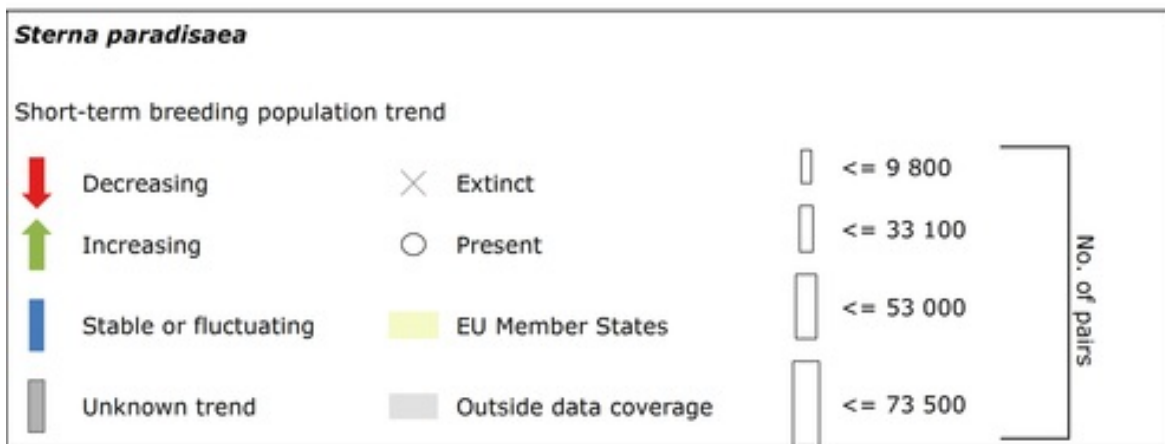 Sterna paradisaea
Short-term breeding population trend
Decreasing
Increasing
Stable or fluctuating
Unknown trend
Extinct
Present
EU Member States
Outside data coverage
<= 9 800
<= 33 100
<= 53 000
<= 73 500
No. of pairs